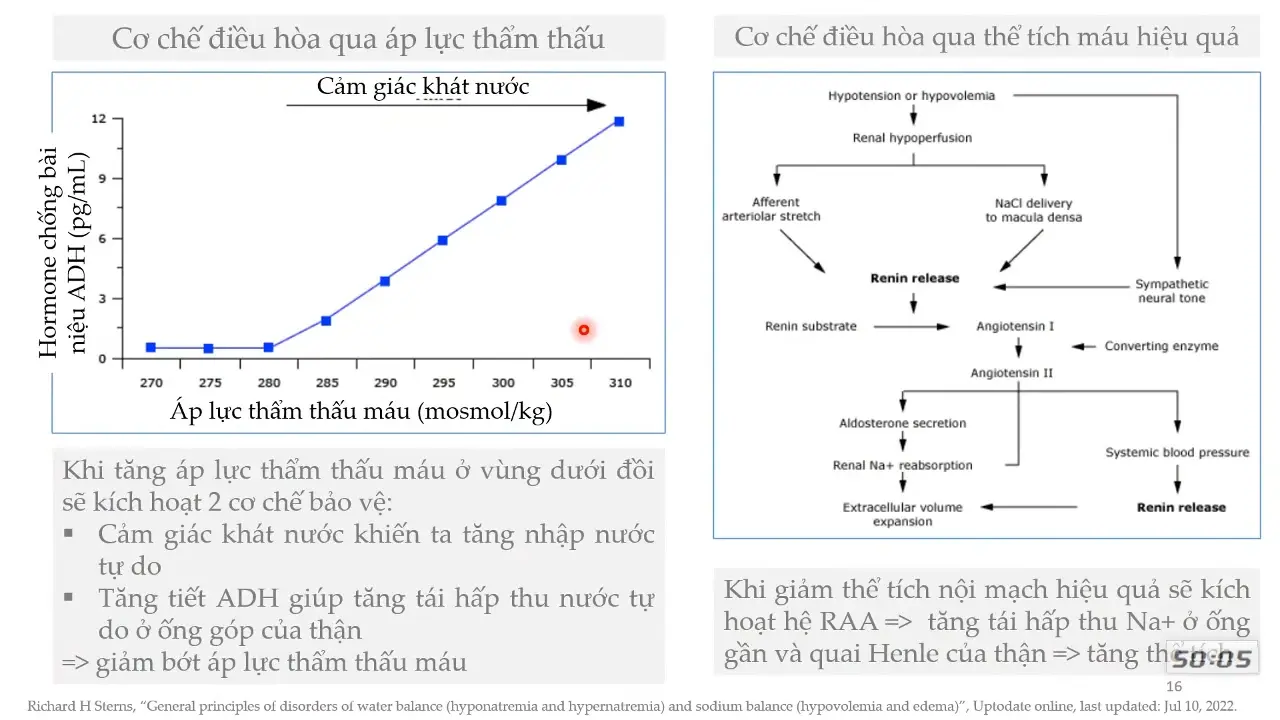 Cơ chế điều hòa qua áp lực thẩm thấu
Cảm giác khát nước
Hormone chống bài
niệu ADH (pg/mL)
12
9
6
3
0
270 275 280 285 290 295 300 305 310
Áp lực thẩm thấu máu (mosmol/kg)
Khi tăng áp lực thẩm thấu máu ở vùng dưới đồi
sẽ kích hoạt 2 cơ chế bảo vệ:
▪ Cảm giác khát nước khiến ta tăng nhập nước
tự do
▪ Tăng tiết ADH giúp tăng tái hấp thu nước tự
do ở ống góp của thận
=> giảm bớt áp lực thẩm thấu máu
Cơ chế điều hòa qua thể tích máu hiệu quả
Hypotension or hypovolemia
Renal hypoperfusion
Afferent
arteriolar stretch
NaCl delivery
to macula densa
Renin release
Sympathetic
neural tone
Renin substrate
Angiotensin I
Converting enzyme
Angiotensin II
Aldosterone secretion
Renal Na+ reabsorption
Systemic blood pressure
Extracellular volume
expansion
Renin release
Khi giảm thể tích nội mạch hiệu quả sẽ kích
hoạt hệ RAA => tăng tái hấp thu Na+ ở ống
gần và quai Henle của thận => tăng thể tích
50:05
16
Richard H Sterns, “General principles of disorders of water balance (hyponatremia and hypernatremia) and sodium balance (hypovolemia and edema)”, Uptodate online, last updated: Jul 10, 2022.